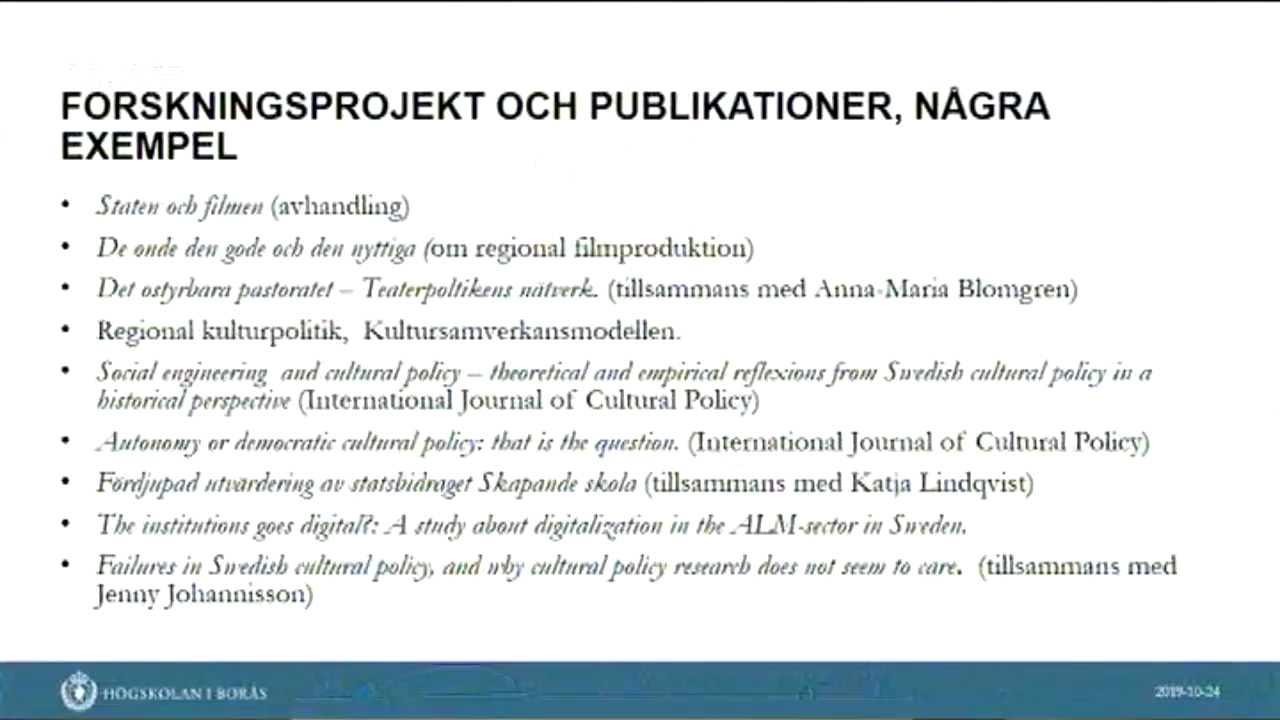 FORSKNINGSPROJEKT OCH PUBLIKATIONER, NÅGRA
EXEMPEL
• Staten och filmen (avhandling)
• De onde den gode och den nyttiga (om regional filmproduktion)
• Det ostyrbara pastoratet – Teaterpoltikens nätverk. (tillsammans med Anna-Maria Blomgren)
• Regional kulturpolitik, Kultursamverkansmodellen.
• Social engineering and cultural policy – theoretical and empirical reflexions from Swedish cultural policy in a
historical perspective (International Journal of Cultural Policy)
• Autonomy or democratic cultural policy: that is the question. (International Journal of Cultural Policy)
• Fördjupad utvärdering av statsbidraget Skapande skola (tillsammans med Katja Lindqvist)
• The institutions goes digital?: A study about digitalization in the ALM-sector in Sweden.
• Failures in Swedish cultural policy, and why cultural policy research does not seem to care. (tillsammans med
Jenny Johannisson)
HÖGSKOLAN I BORÅS
2019-10-24